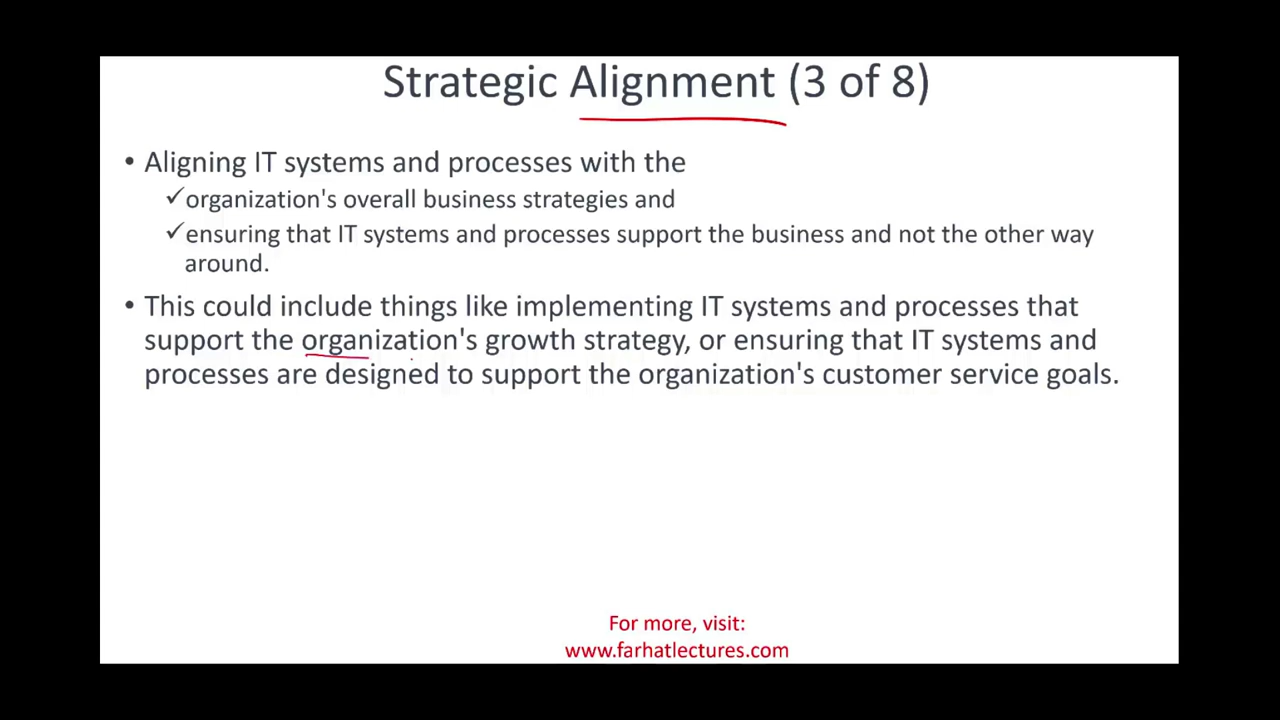 Strategic Alignment (3 of 8)
• Aligning IT systems and processes with the
✓organization's overall business strategies and
✓ensuring that IT systems and processes support the business and not the other way
around.
• This could include things like implementing IT systems and processes that
support the organization's growth strategy, or ensuring that IT systems and
processes are designed to support the organization's customer service goals.
For more, visit:
www.farhatlectures.com